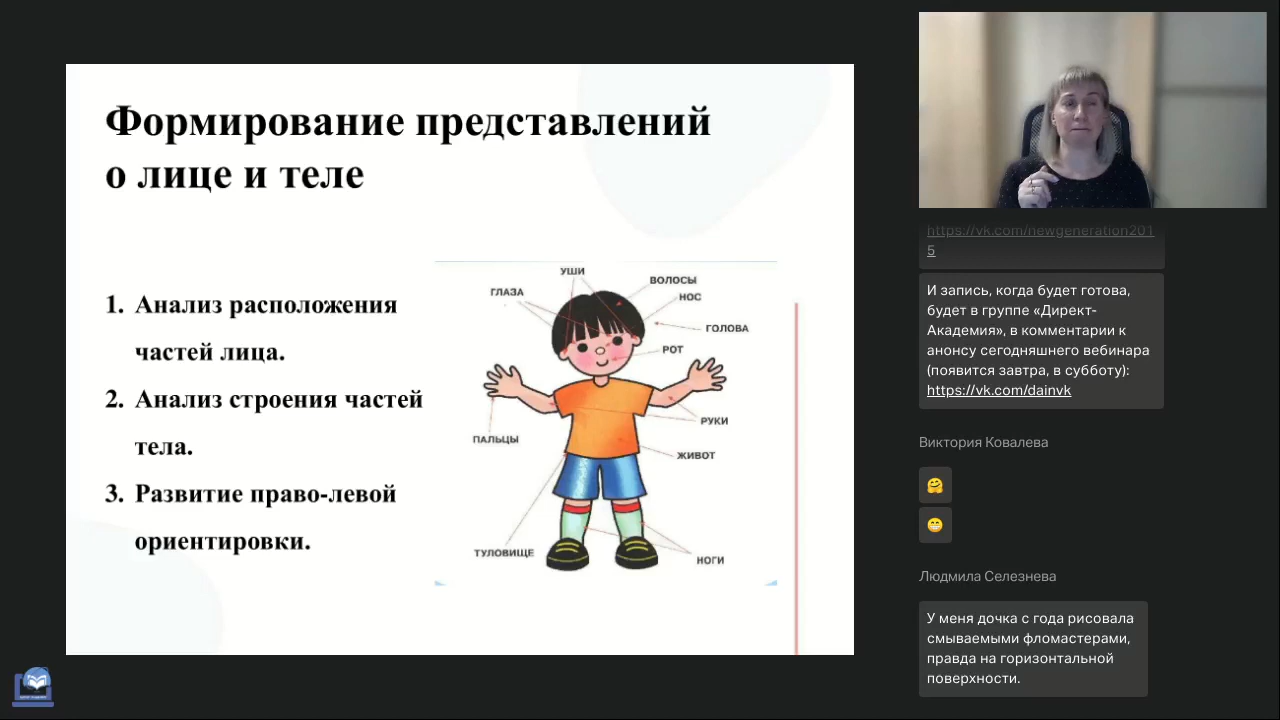 Формирование представлений
о лице и теле
1. Анализ расположения
частей лица.
2. Анализ строения частей
тела.
3. Развитие право-левой
ориентировки.
УШИ
ВОЛОСЫ
ГЛАЗА
НОС
ГОЛОВА
РОТ
РУКИ
ПАЛЬЦЫ
ЖИВОТ
ТУЛОВИЩЕ
НОГИ
https://vk.com/newgeneration201
5
И запись, когда будет готова,
будет в группе «Директ-
Академия», в комментарии к
анонсу сегодняшнего вебинара
(появится завтра, в субботу):
https://vk.com/dainvk
Виктория Ковалева
Людмила Селезнева
У меня дочка с года рисовала
смываемыми фломастерами,
правда на горизонтальной
поверхности.